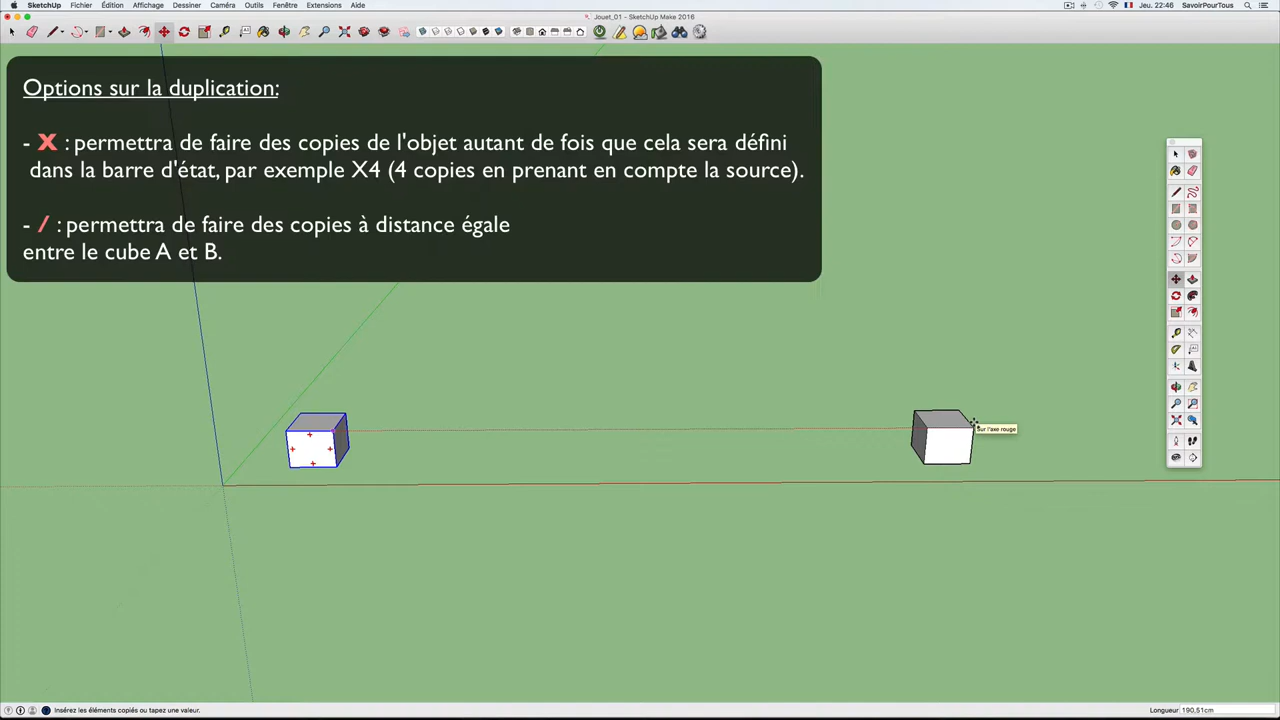 SketchUp Fichier Édition Affichage Dessiner Caméra Outils Fenêtre Extensions Aide Jeu. 22:46 SavoirPourTous
Jouet_01 - SketchUp Make 2016
Options sur la duplication:
- X : permettra de faire des copies de l'objet autant de fois que cela sera défini
dans la barre d'état, par exemple X4 (4 copies en prenant en compte la source).
- / : permettra de faire des copies à distance égale
entre le cube A et B.
Sur l'axe rouge
Insérez les éléments copiés ou tapez une valeur. Longueur 190,51cm